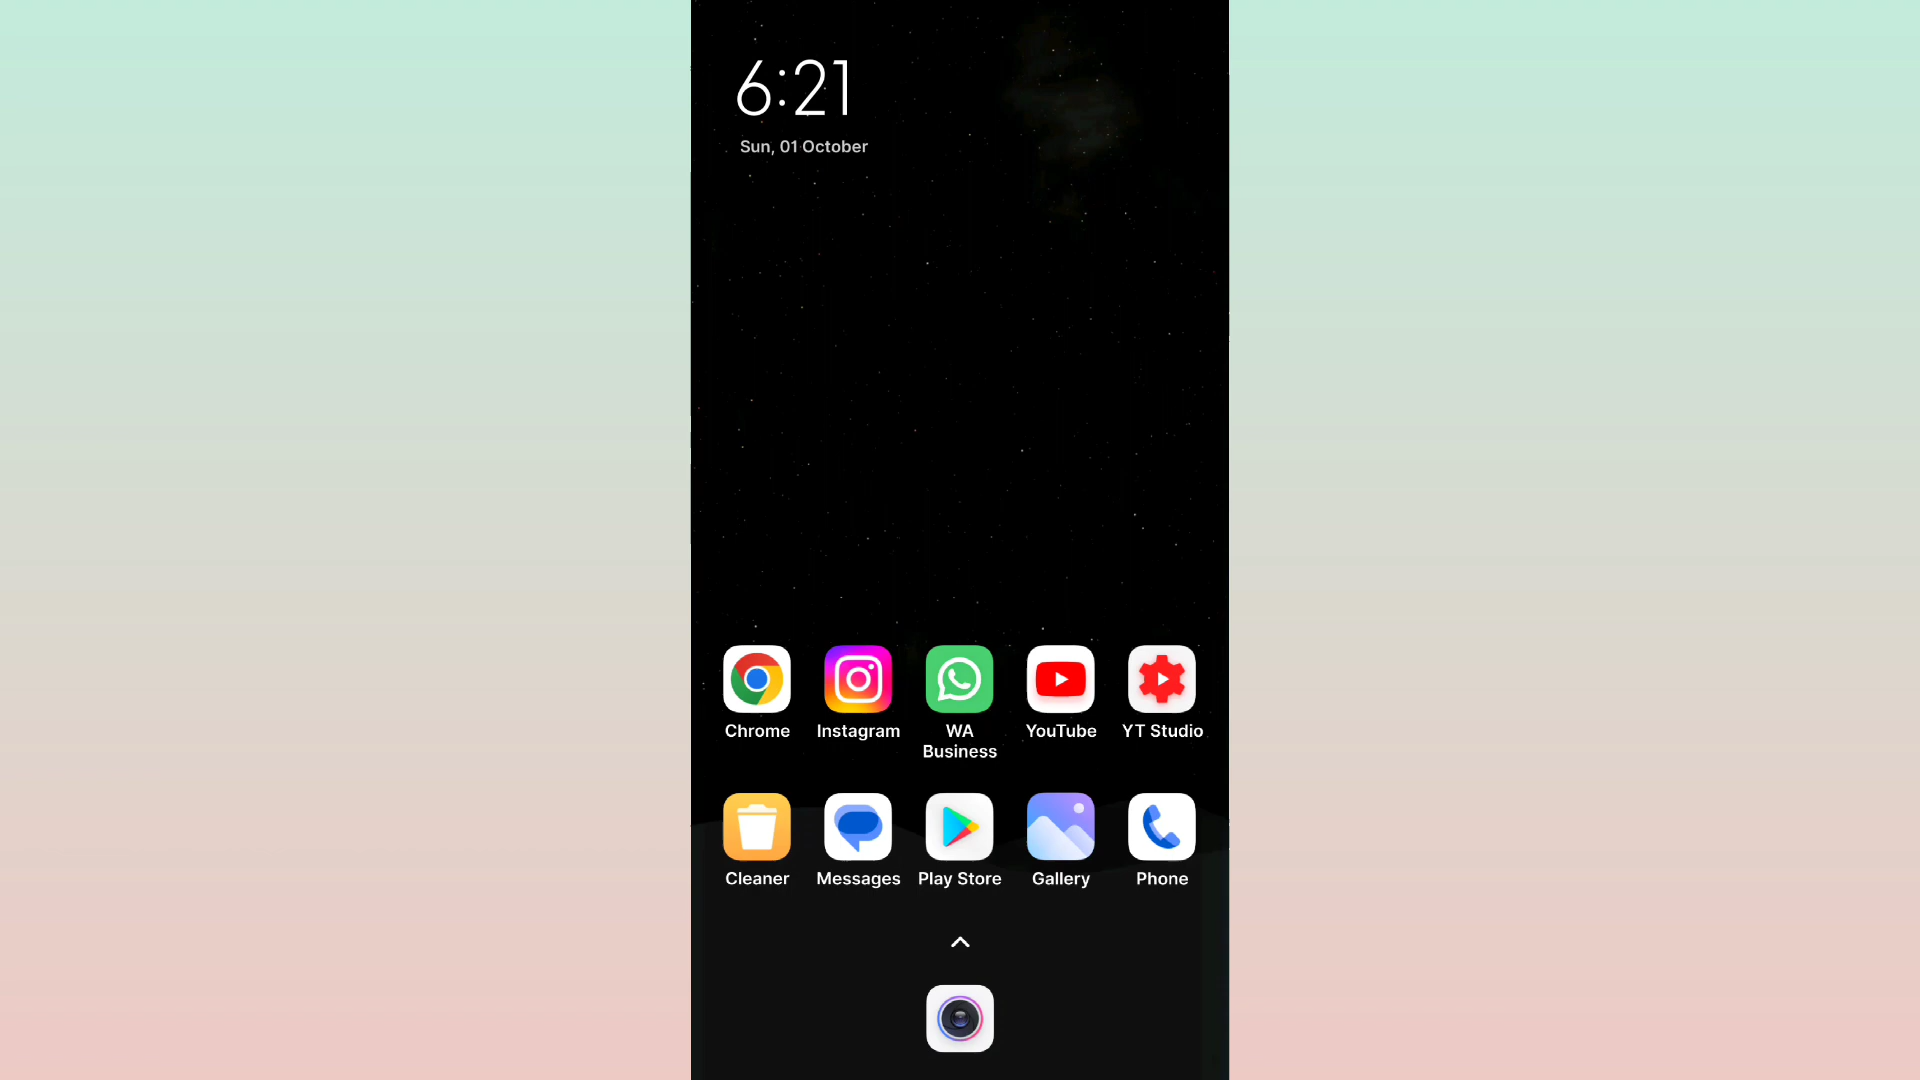 6:21
Sun, 01 October
Chrome
Instagram
WA
Business
YouTube
YT Studio
Cleaner
Messages
Play Store
Gallery
Phone